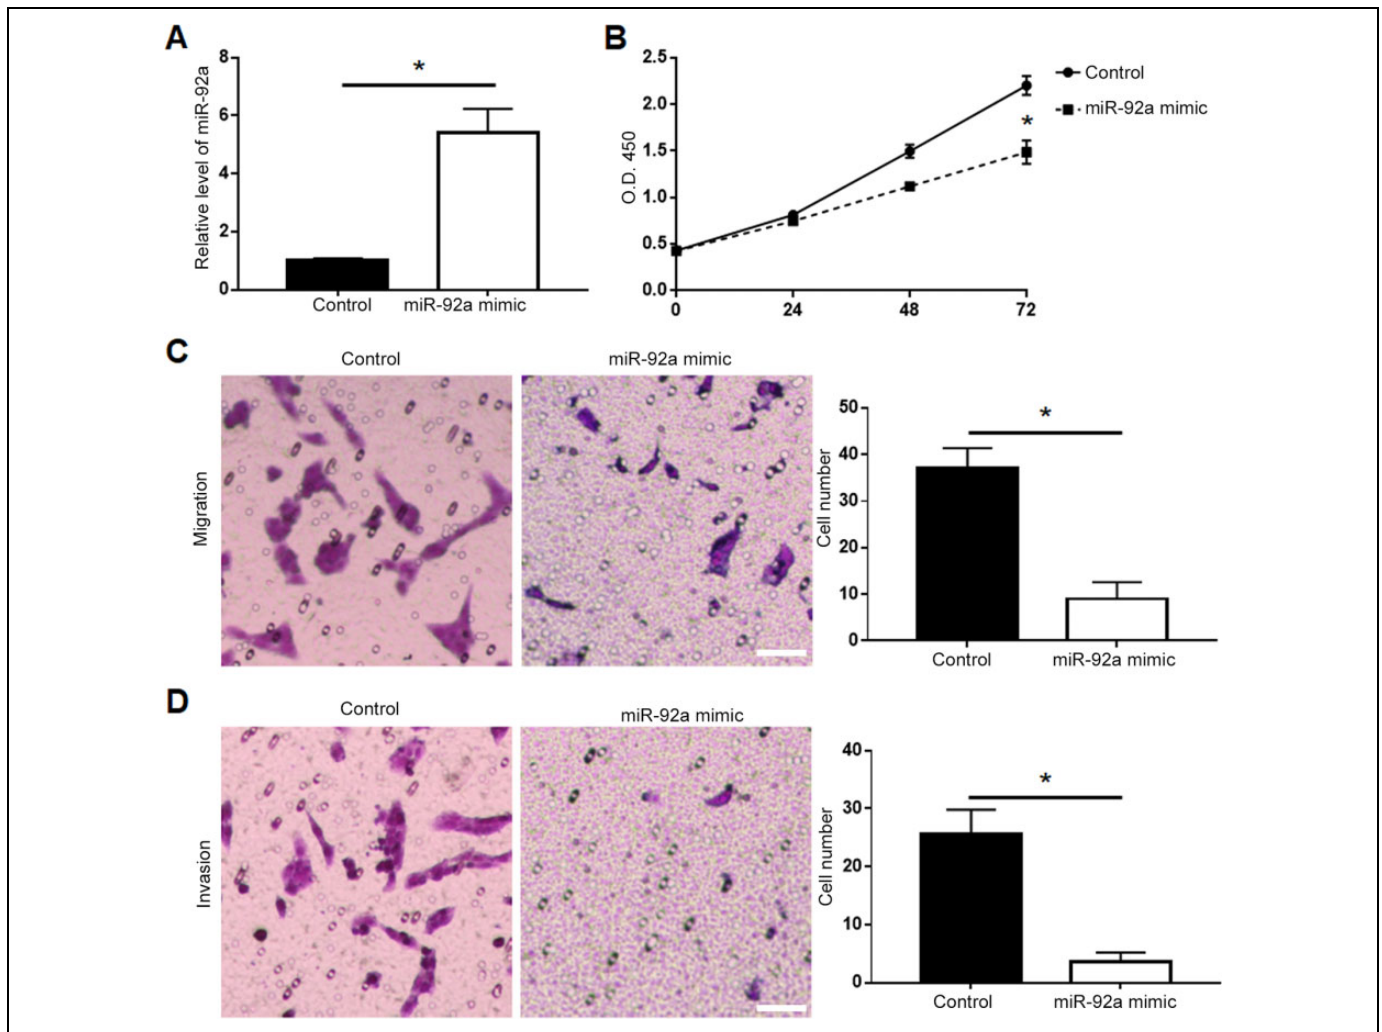 A
8
6
4
2
0
Relative level of miR-92a
*
Control
miR-92a mimic
B
2.5
2.0
1.5
1.0
0.5
0.0
O.D. 450
0
24
48
72
*
Control
miR-92a mimic
C
Control
miR-92a mimic
Migration
50
40
30
20
10
0
Cell number
*
Control
miR-92a mimic
D
Control
miR-92a mimic
Invasion
40
30
20
10
0
Cell number
*
Control
miR-92a mimic